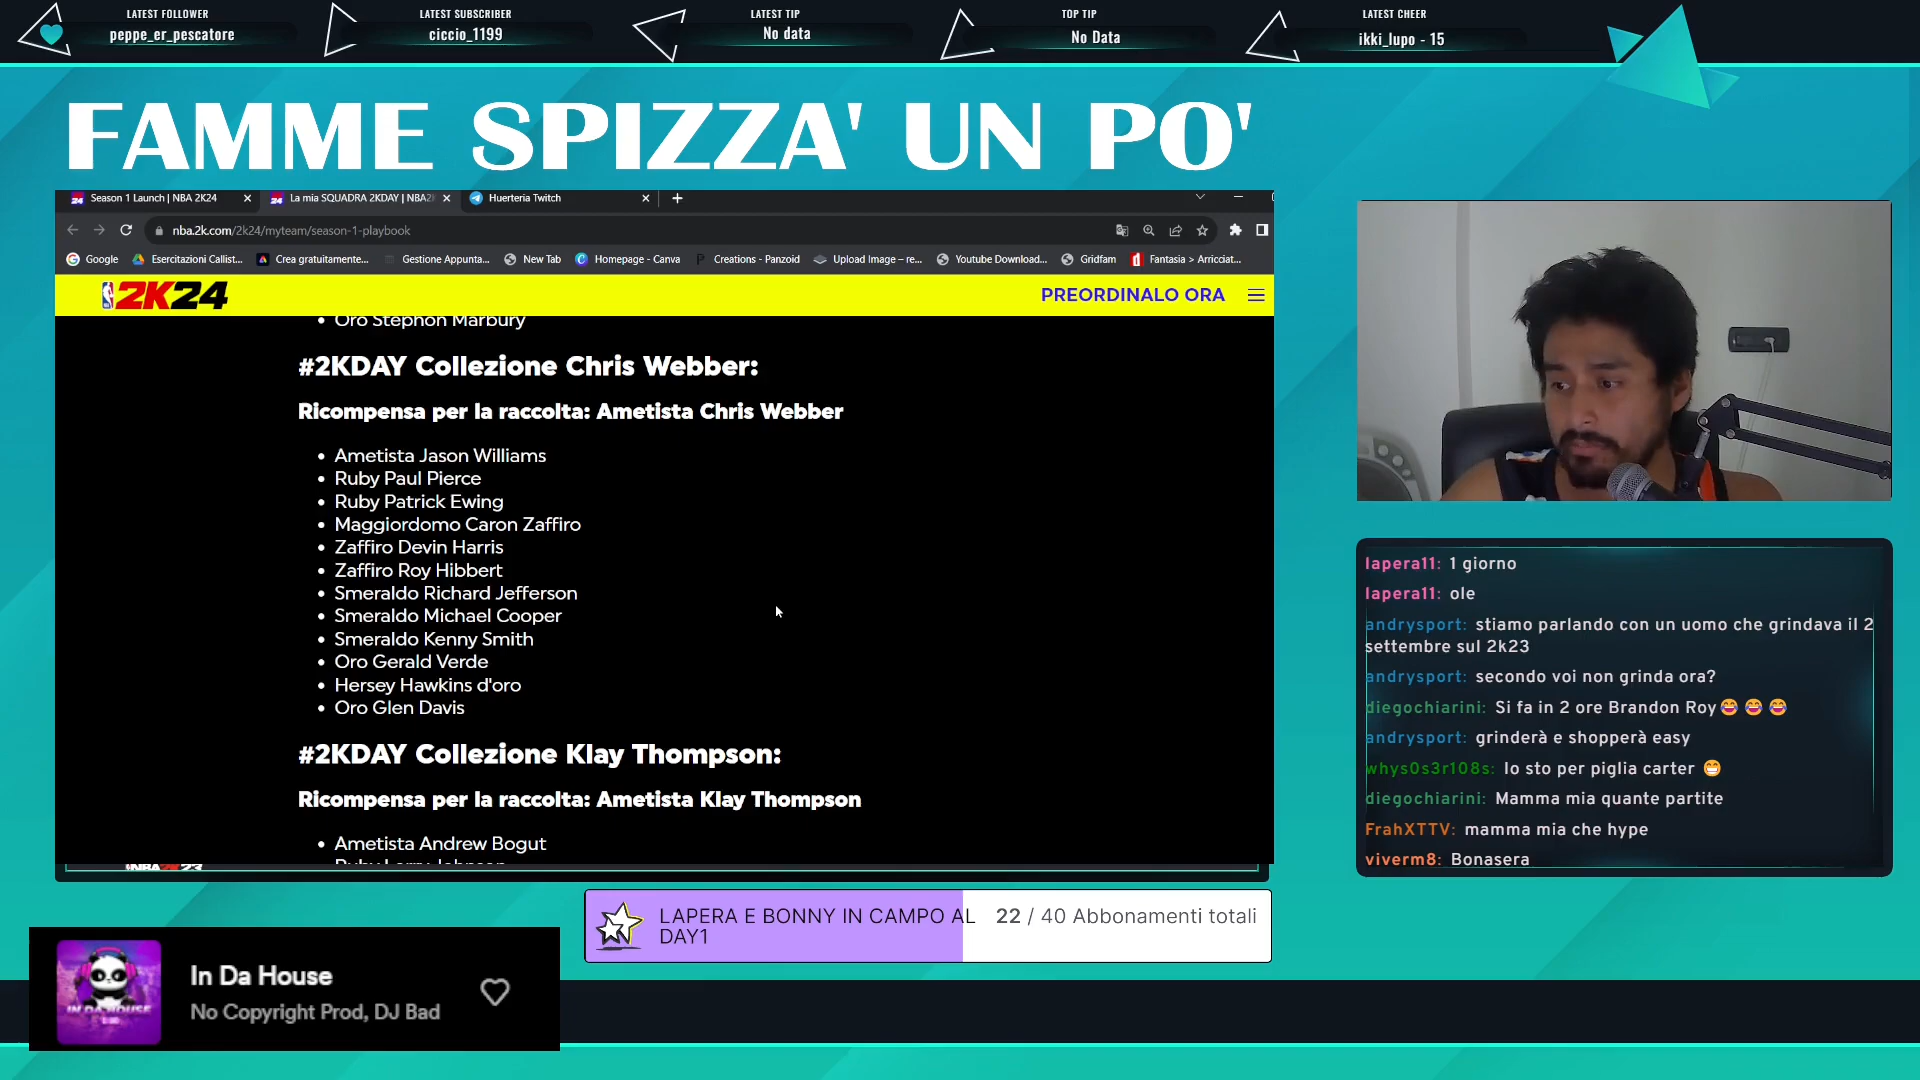 LATEST FOLLOWER
peppe_er_pescatore
LATEST SUBSCRIBER
ciccio_1199
LATEST TIP
No data
TOP TIP
No Data
LATEST CHEER
ikki_lupo - 15
FAMME SPIZZA' UN PO'
Season 1 Launch | NBA 2K24
La mia SQUADRA 2KDAY | NBA2
Huerteria Twitch
nba.2k.com/2k24/myteam/season-1-playbook
Google
Esercitazioni Callist...
Crea gratuitamente...
Gestione Appunta...
New Tab
Homepage - Canva
Creations - Panzoid
Upload Image – re...
Youtube Download...
Gridfam
Fantasia > Arricciat...
2K24
PREORDINALO ORA
Oro Stephon Marbury
#2KDAY Collezione Chris Webber:
Ricompensa per la raccolta: Ametista Chris Webber
Ametista Jason Williams
Ruby Paul Pierce
Ruby Patrick Ewing
Maggiordomo Caron Zaffiro
Zaffiro Devin Harris
Zaffiro Roy Hibbert
Smeraldo Richard Jefferson
Smeraldo Michael Cooper
Smeraldo Kenny Smith
Oro Gerald Verde
Hersey Hawkins d'oro
Oro Glen Davis
#2KDAY Collezione Klay Thompson:
Ricompensa per la raccolta: Ametista Klay Thompson
Ametista Andrew Bogut
lapera11: 1 giorno
lapera11: ole
andrysport: stiamo parlando con un uomo che grindava il 2
settembre sul 2k23
andrysport: secondo voi non grinda ora?
diegochiarini: Si fa in 2 ore Brandon Roy😂 😂 😂
andrysport: grinderà e shopperà easy
whys0s3r108s: Io sto per piglia carter 😁
diegochiarini: Mamma mia quante partite
FrahXTTV: mamma mia che hype
viverm8: Bonasera
LAPERA E BONNY IN CAMPO AL
DAY1
22 / 40 Abbonamenti totali
IN DA HOUSE
In Da House
No Copyright Prod, DJ Bad